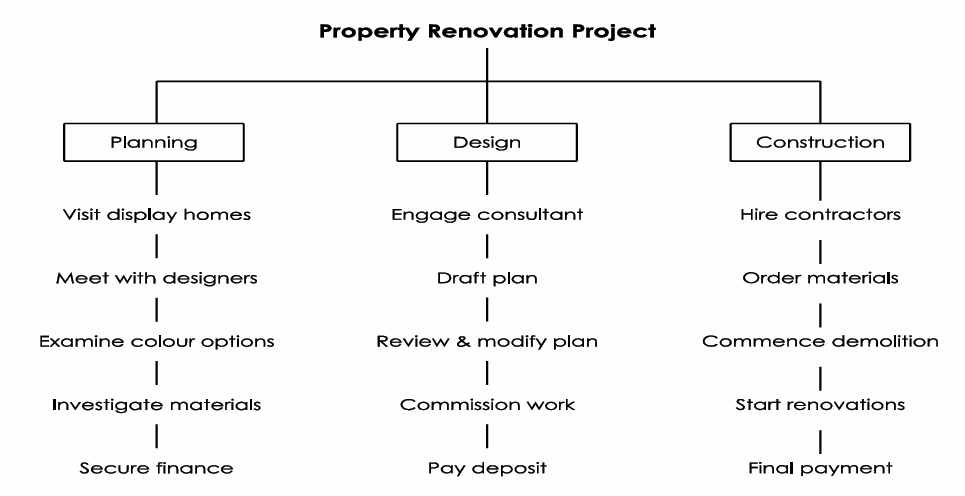 Property Renovation Project
Planning
Visit display homes
Meet with designers
Examine colour options
Investigate materials
Secure finance
Design
Engage consultant
Draft plan
Review & modify plan
Commission work
Pay deposit
Construction
Hire contractors
Order materials
Commence demolition
Start renovations
Final payment